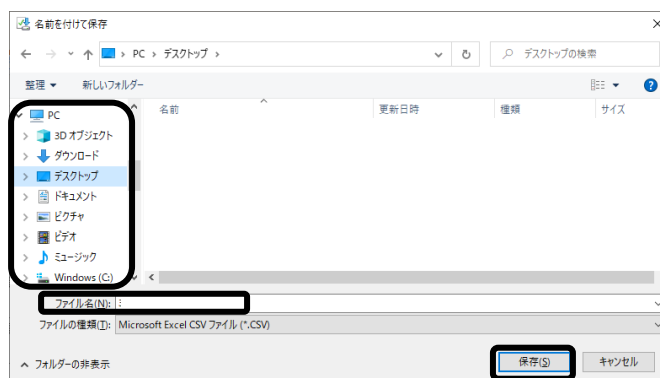 名前を付けて保存
PC › デスクトップ ›
デスクトップの検索
整理 新しいフォルダー
名前 更新日時 種類 サイズ
PC
3D オブジェクト
ダウンロード
デスクトップ
ドキュメント
ピクチャ
ビデオ
ミュージック
Windows (C:)
ファイル名(N): :
ファイルの種類(T): Microsoft Excel CSV ファイル (*.CSV)
フォルダーの非表示 保存(S) キャンセル